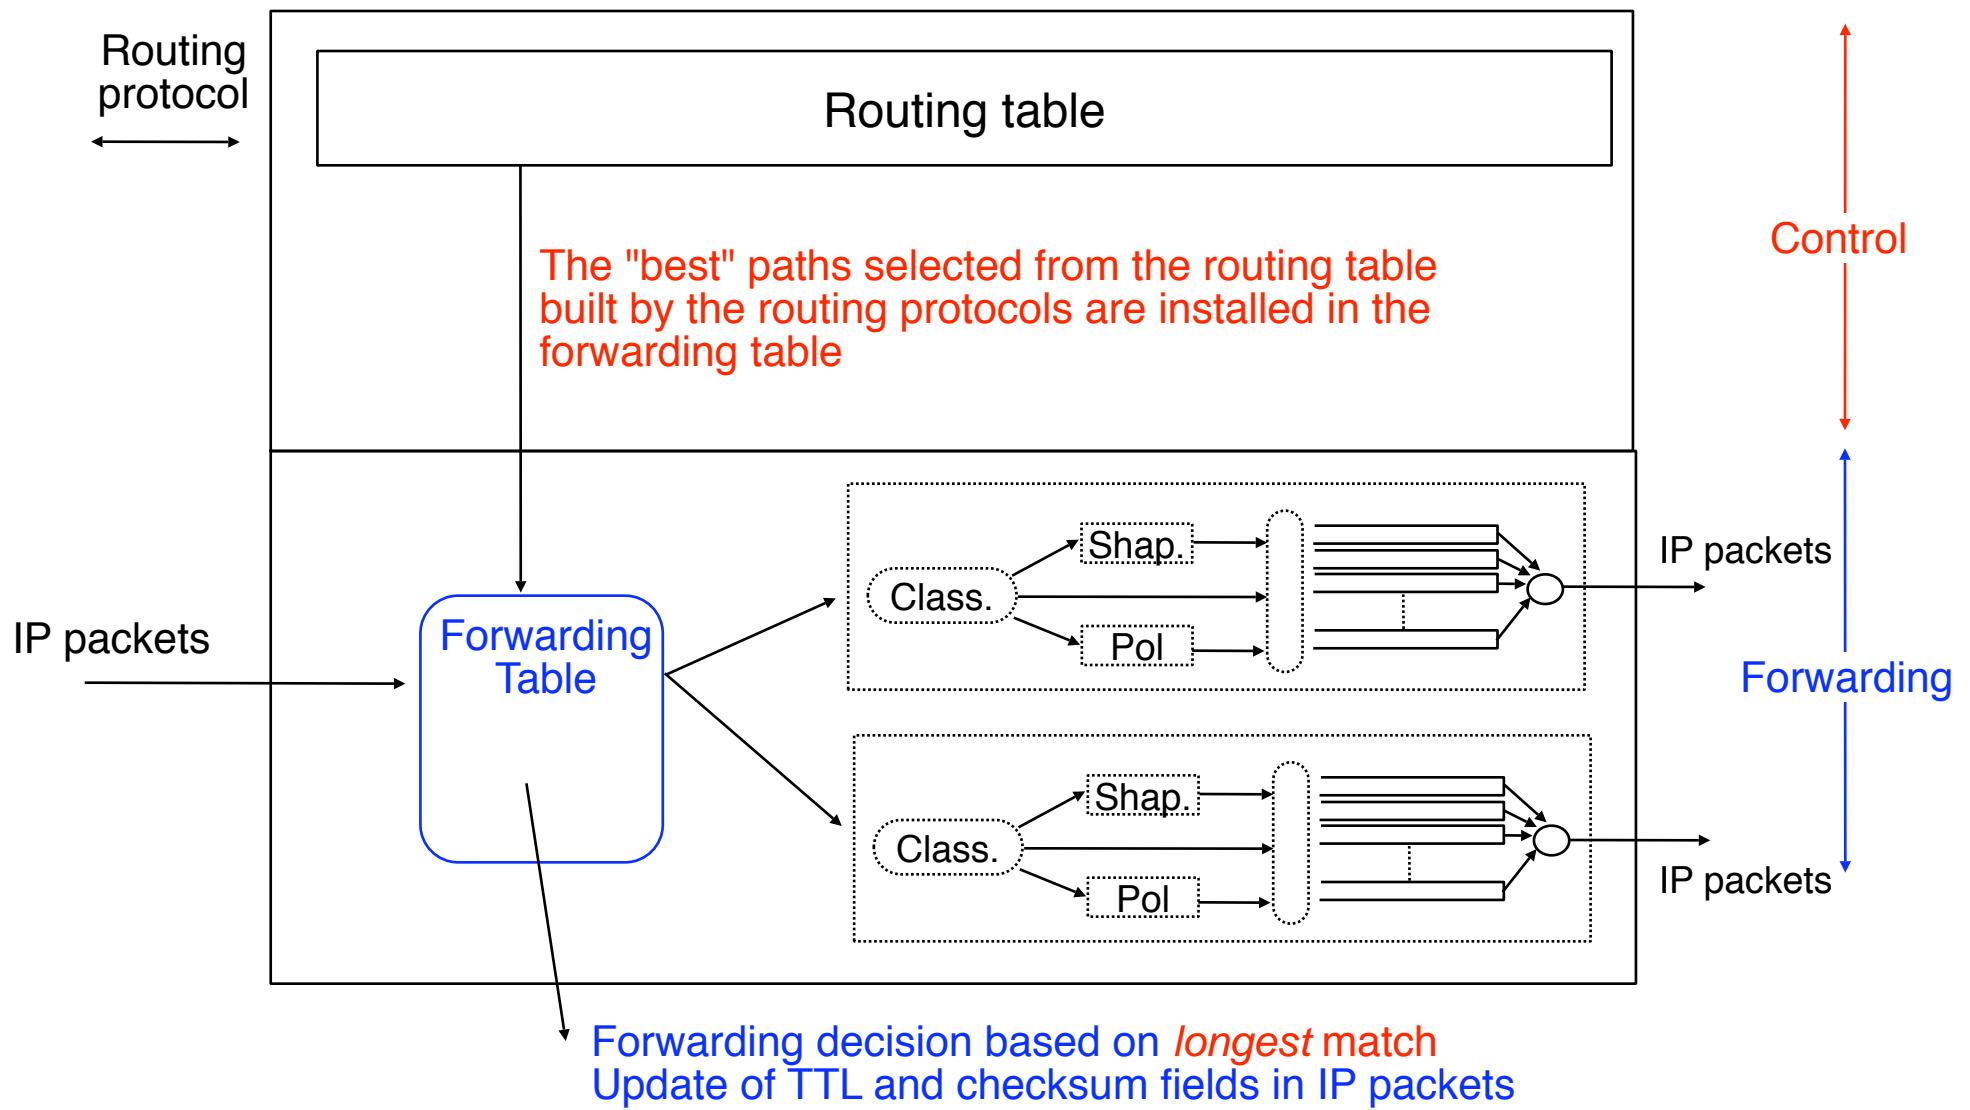 Routing
protocol
Routing table
The "best" paths selected from the routing table
built by the routing protocols are installed in the
forwarding table
Control
IP packets
Forwarding
Table
Class.
Shap.
Pol
IP packets
Forwarding
Class.
Shap.
Pol
IP packets
Forwarding decision based on longest match
Update of TTL and checksum fields in IP packets